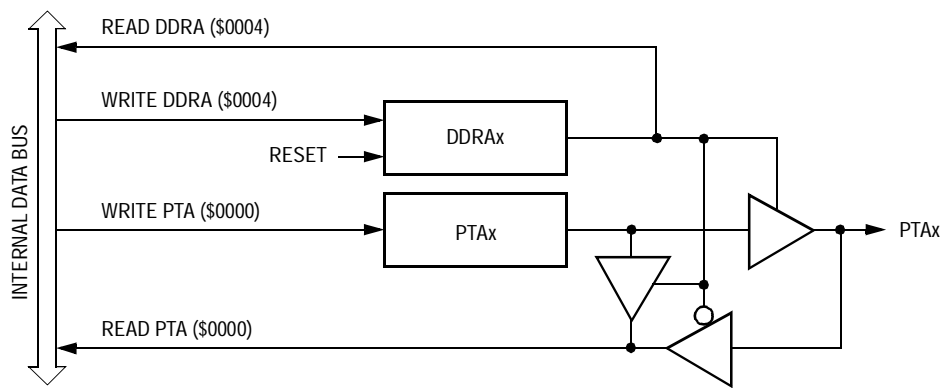 READ DDRA ($0004)
WRITE DDRA ($0004)
DDRAx
RESET
WRITE PTA ($0000)
PTAx
PTAx
READ PTA ($0000)
INTERNAL DATA BUS